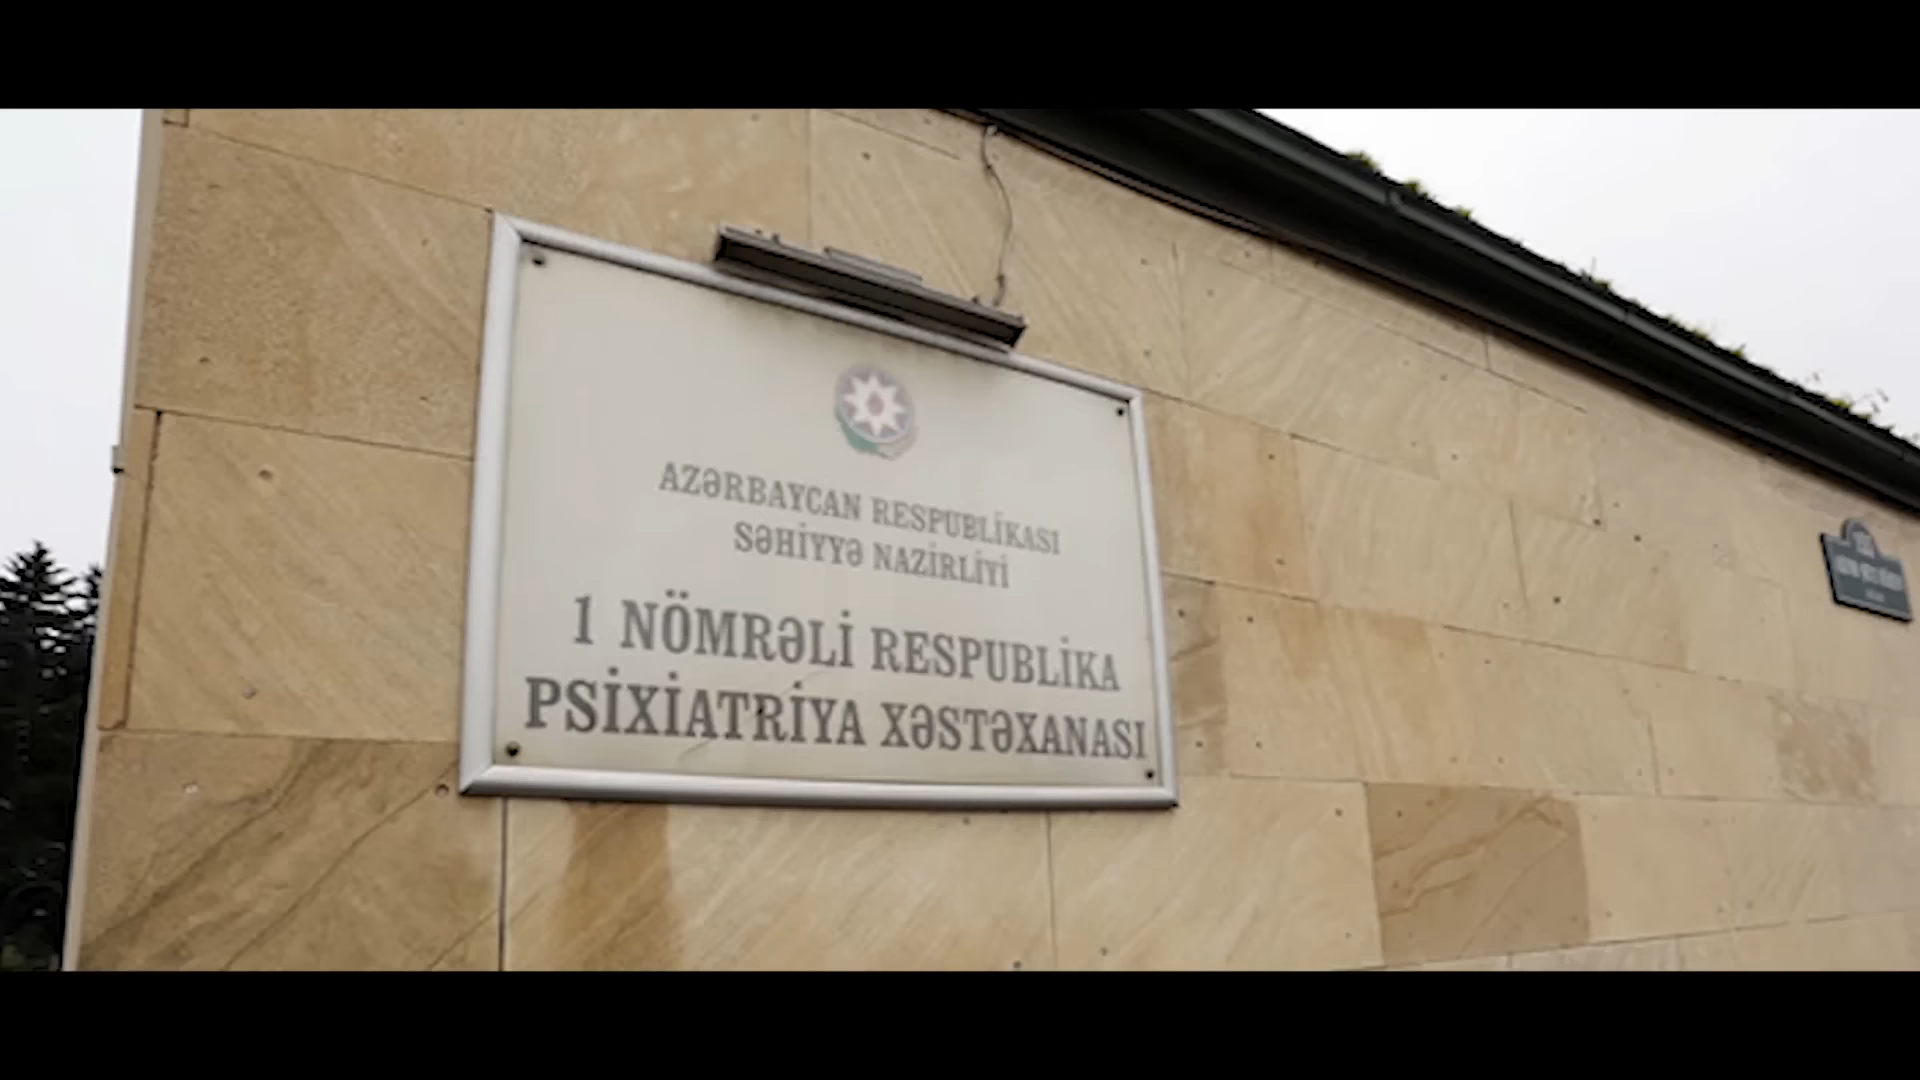 AZƏRBAYCAN RESPUBLİKASI
SƏHİYYƏ NAZİRLİYİ
1 NÖMRƏLİ RESPUBLİKA
PSİXİATRİYA XƏSTƏXANASI